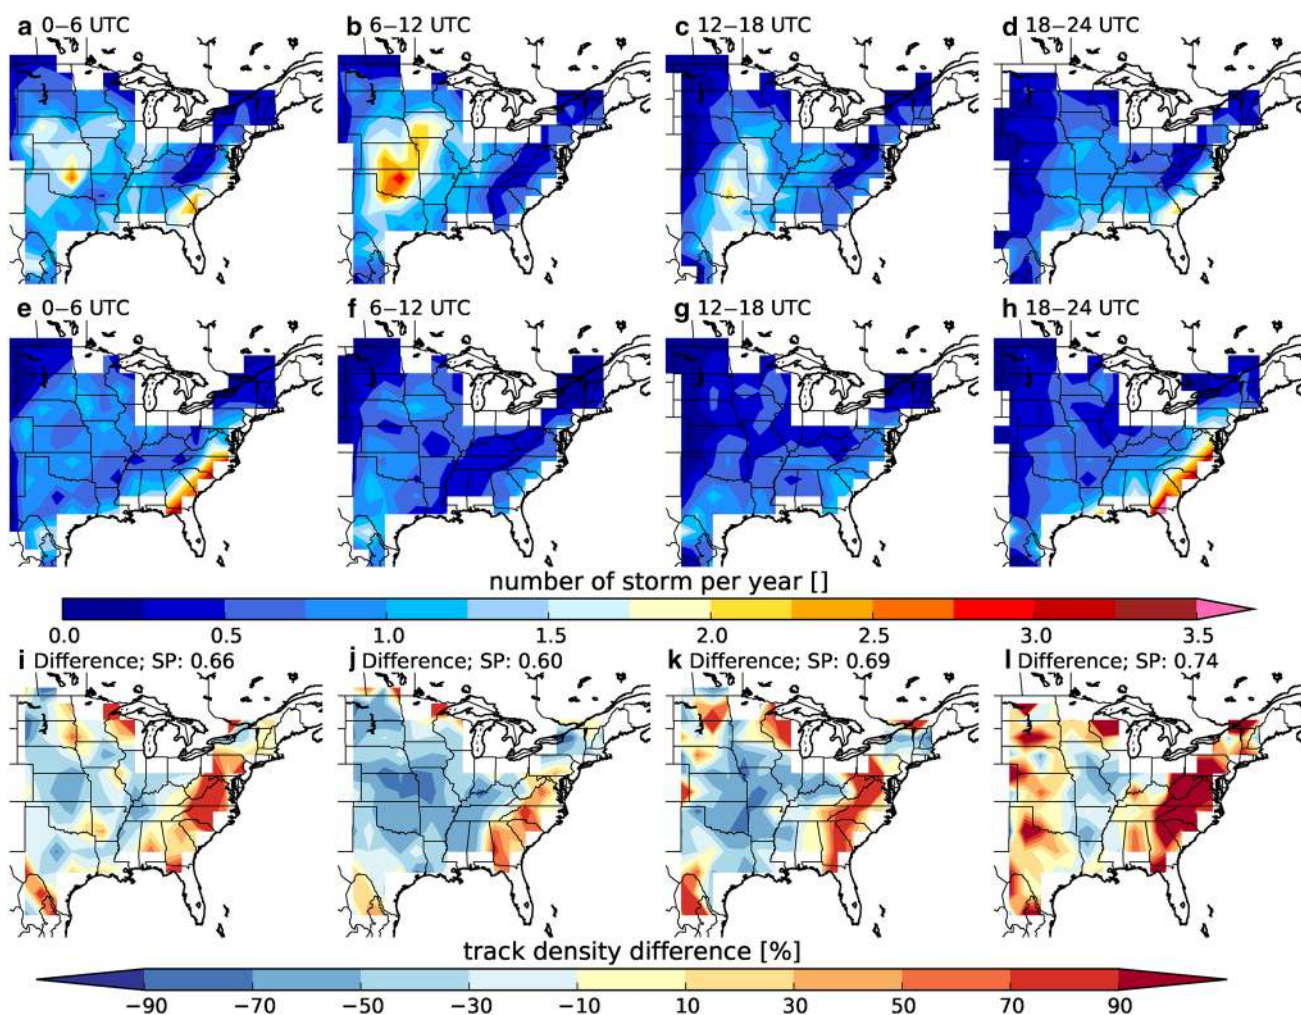 a 0−6 UTC
b 6−12 UTC
c 12−18 UTC
d 18−24 UTC
e 0−6 UTC
f 6−12 UTC
g 12−18 UTC
h 18−24 UTC
number of storm per year []
0.0 0.5 1.0 1.5 2.0 2.5 3.0 3.5
i Difference; SP: 0.66
j Difference; SP: 0.60
k Difference; SP: 0.69
l Difference; SP: 0.74
track density difference [%]
−90 −70 −50 −30 −10 10 30 50 70 90